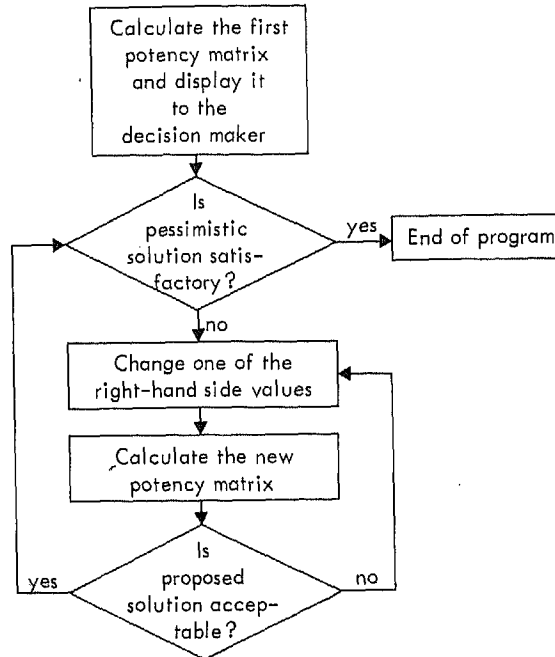 Calculate the first
potency matrix
and display it
to the
decision maker
Is
pessimistic
solution satis-
factory?
yes
End of program
no
Change one of the
right-hand side values
Calculate the new
potency matrix
Is
proposed
solution accep-
table?
yes
no